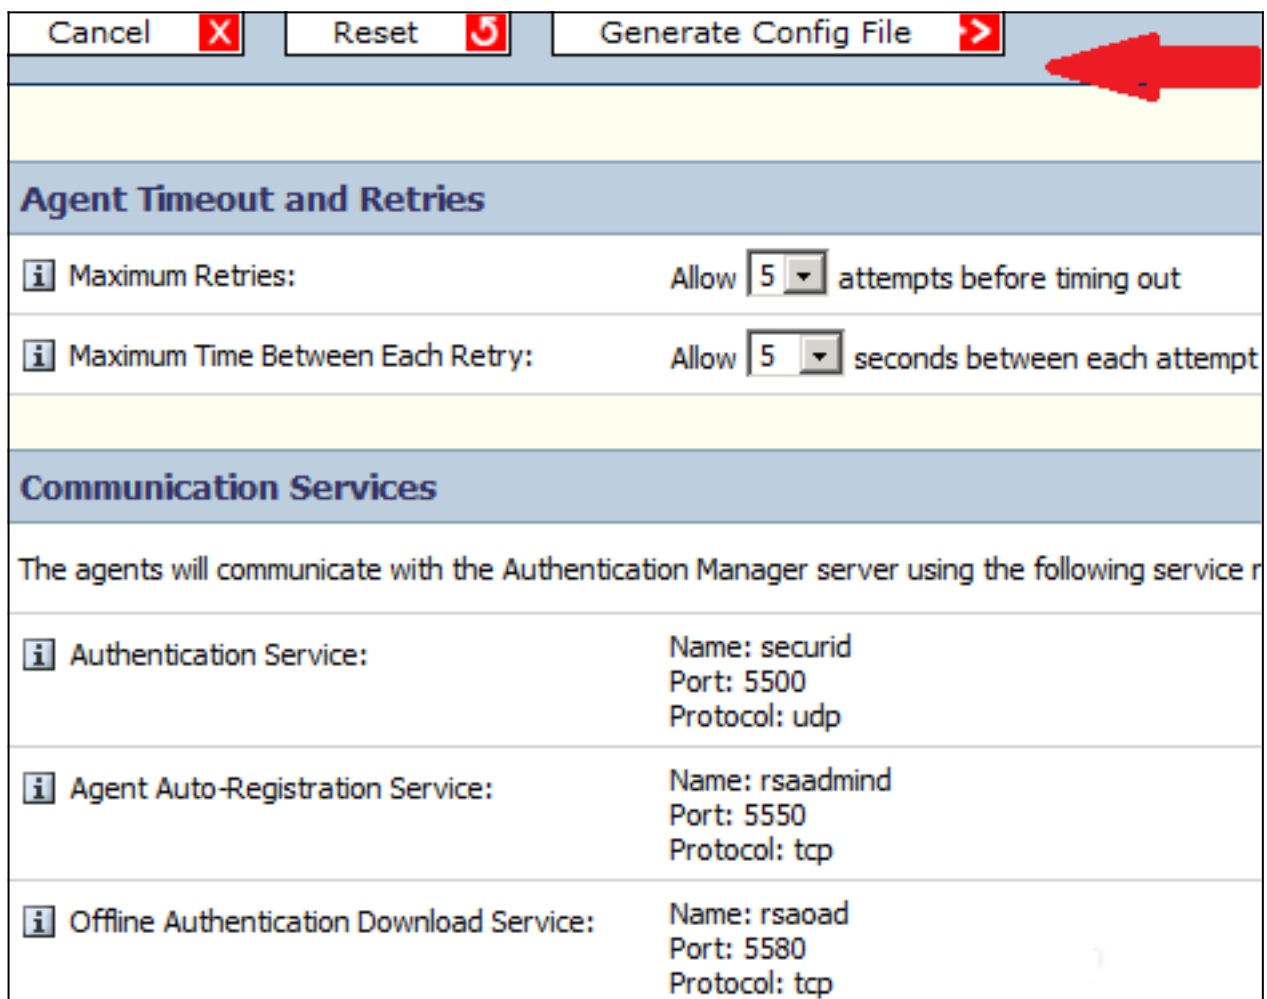 Cancel X Reset Generate Config File
Agent Timeout and Retries
i Maximum Retries: Allow 5 attempts before timing out
i Maximum Time Between Each Retry: Allow 5 seconds between each attempt
Communication Services
The agents will communicate with the Authentication Manager server using the following service
i Authentication Service: Name: securid
Port: 5500
Protocol: udp
i Agent Auto-Registration Service: Name: rsaadmind
Port: 5550
Protocol: tcp
i Offline Authentication Download Service: Name: rsaoad
Port: 5580
Protocol: tcp